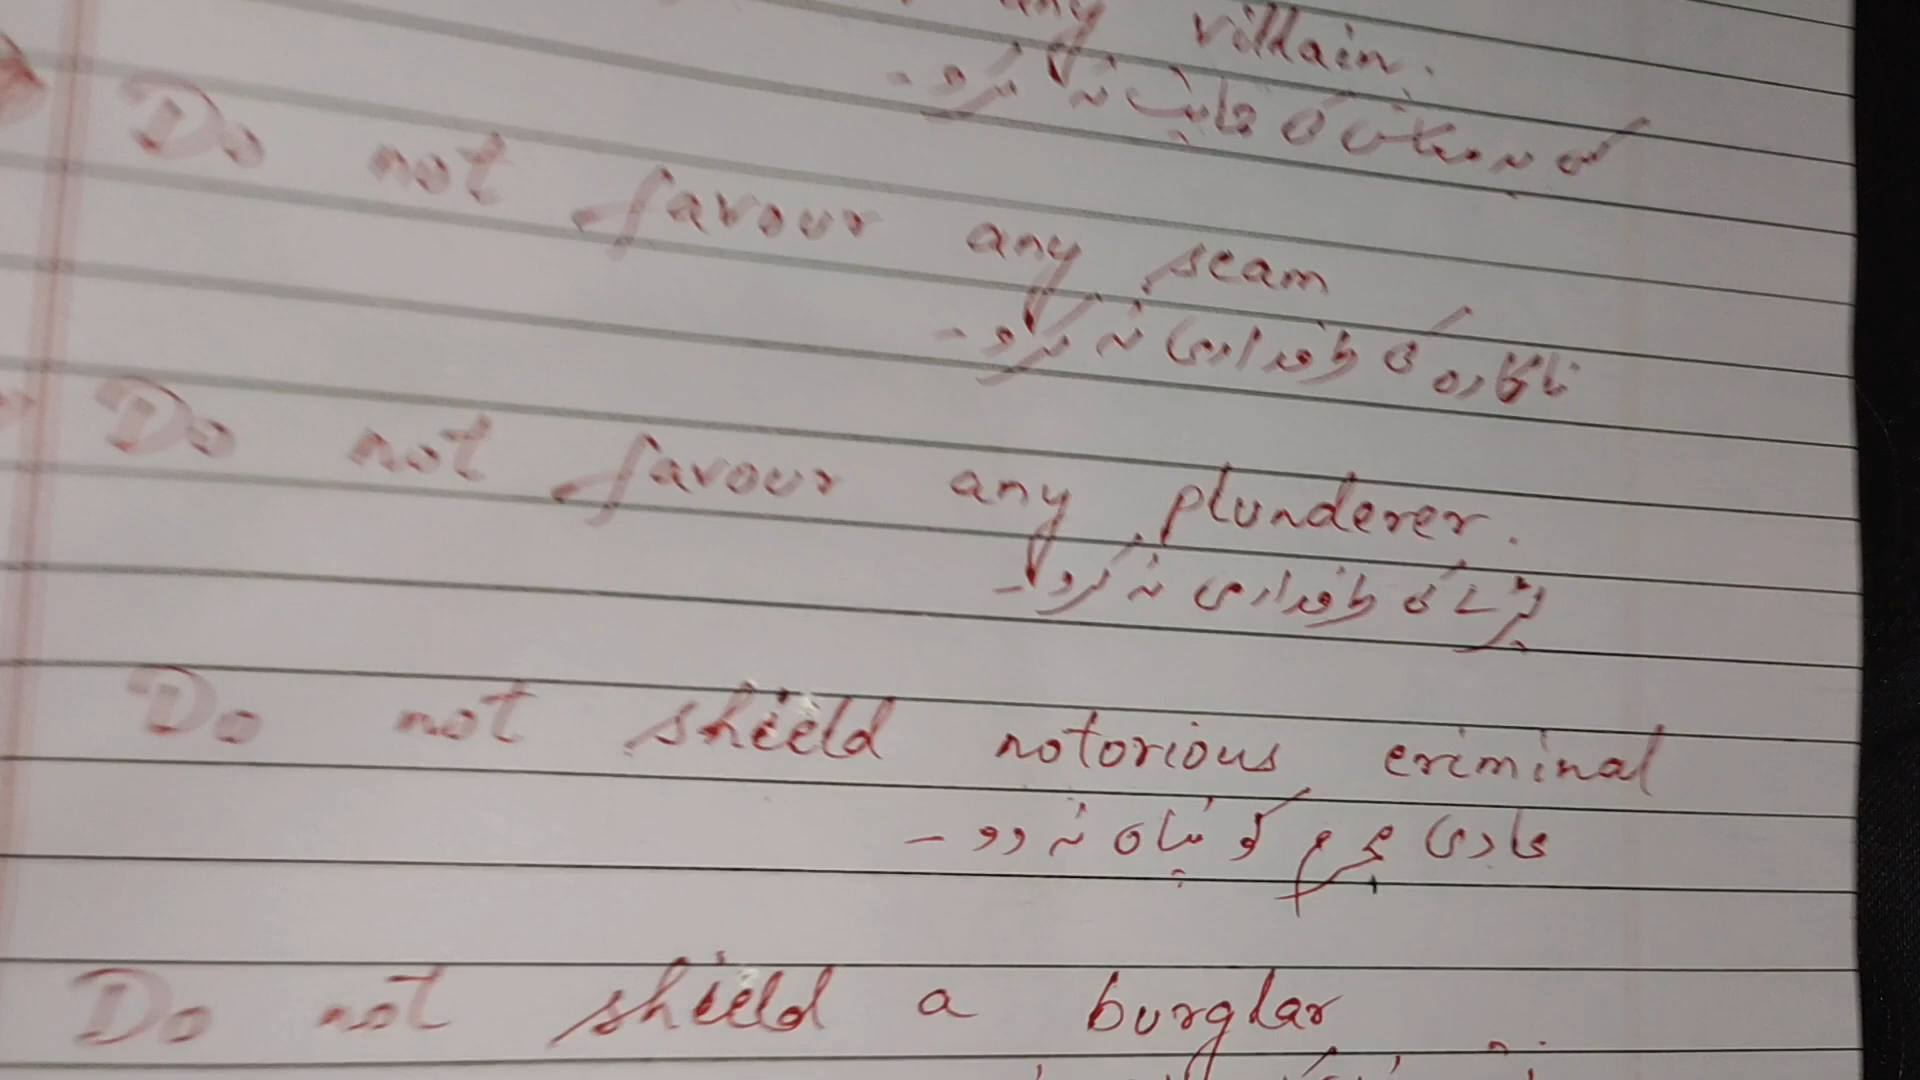 any villain.
کسی بدمعاش کی حمایت نہ کرو۔
Do not favour any scam
ناکارہ کی طرفداری نہ کرو۔
Do not favour any plunderer.
لٹیرے کی طرفداری نہ کرو۔
Do not shield notorious criminal
عادی مجرم کو پناہ نہ دو۔
Do not shield a burglar